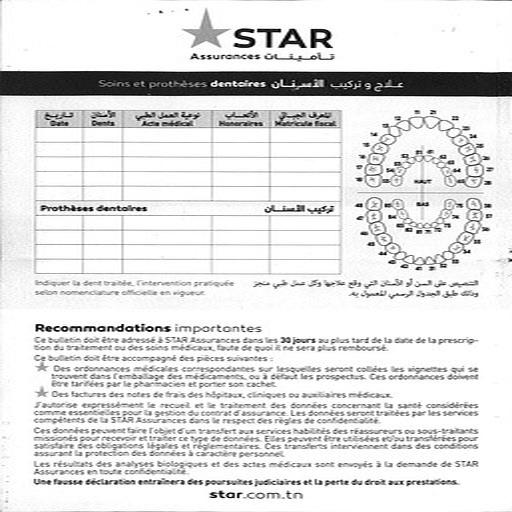 STAR
Assurances تـأمينـات
Soins et prothèses dentaires علاج و تركيب الأسنـان
تـاريـخ الأسنان نوعية العمل الطبي الأتعـاب المعرف الجبـائي
Date Dents Acte médical Honoraires Matricule fiscal
Prothèses dentaires تركيب الأسنـان
HAUT
BAS
Indiquer la dent traitée, l'intervention pratiquée
selon nomenclature officielle en vigueur.
التنصيص على السن أو الأسنان التي وقع علاجها وكل عمل طبي منجز
وذلك طبق الجدول الرسمي المعمول به.
Recommandations importantes
Ce bulletin doit être adressé à STAR Assurances dans les 30 jours au plus tard de la date de la prescrip-
tion du traitement ou des soins médicaux, faute de quoi il ne sera plus remboursé.
Ce bulletin doit être accompagné des pièces suivantes :
Des ordonnances médicales correspondantes sur lesquelles seront collées les vignettes qui se
trouvent dans l'emballage des médicaments, ou à défaut les prospectus. Ces ordonnances doivent
être tarifiées par le pharmacien et porter son cachet.
Des factures des notes de frais des hôpitaux, cliniques ou auxiliaires médicaux.
J'autorise expressément le recueil et le traitement des données concernant la santé considérées
comme essentielles pour la gestion du contrat d'assurance. Les données seront traitées par les services
compétents de la STAR Assurances dans le respect des règles de confidentialité.
Ces données peuvent faire l'objet d'un transfert aux services habilités des réassureurs ou sous-traitants
missionnés pour recevoir et traiter ce type de données. Elles peuvent être utilisées et/ou transférées pour
satisfaire des obligations légales et réglementaires. Ces transferts interviennent dans des conditions
assurant la protection des données à caractère personnel.
Les résultats des analyses biologiques et des actes médicaux sont envoyés à la demande de STAR
Assurances en toute confidentialité.
Une fausse déclaration entraînera des poursuites judiciaires et la perte du droit aux prestations.
star.com.tn